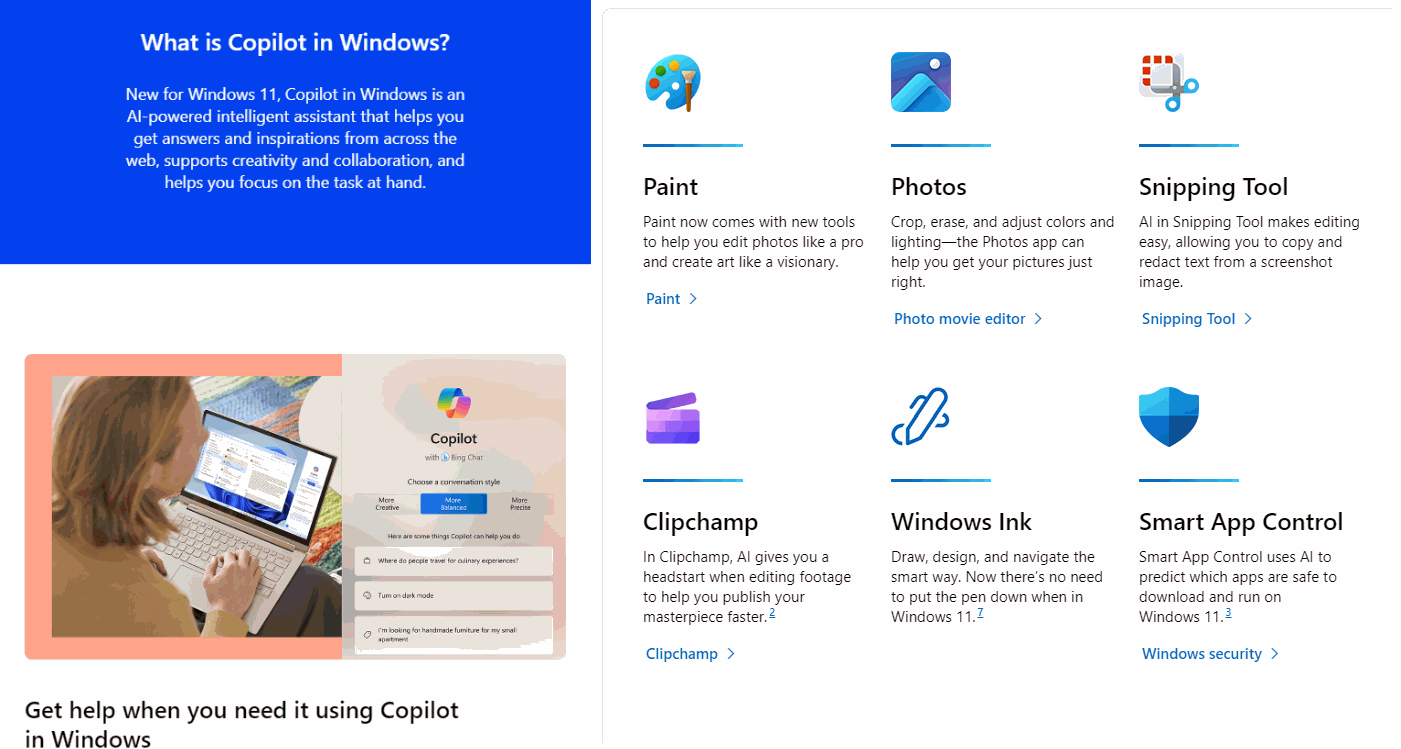 What is Copilot in Windows?
New for Windows 11, Copilot in Windows is an
AI-powered intelligent assistant that helps you
get answers and inspirations from across the
web, supports creativity and collaboration, and
helps you focus on the task at hand.
Copilot
with Bing Chat
Choose a conversation style
More
Creative
More
Balanced
More
Precise
Here are some things Copilot can help you do
Where do people travel for culinary experiences?
Turn on dark mode
I'm looking for handmade furniture for my small
apartment
Get help when you need it using Copilot
in Windows
Paint
Paint now comes with new tools
to help you edit photos like a pro
and create art like a visionary.
Paint
Photos
Crop, erase, and adjust colors and
lighting—the Photos app can
help you get your pictures just
right.
Photo movie editor
Snipping Tool
AI in Snipping Tool makes editing
easy, allowing you to copy and
redact text from a screenshot
image.
Snipping Tool
Clipchamp
In Clipchamp, AI gives you a
headstart when editing footage
to help you publish your
masterpiece faster.2
Clipchamp
Windows Ink
Draw, design, and navigate the
smart way. Now there's no need
to put the pen down when in
Windows 11.7
Smart App Control
Smart App Control uses AI to
predict which apps are safe to
download and run on
Windows 11.3
Windows security